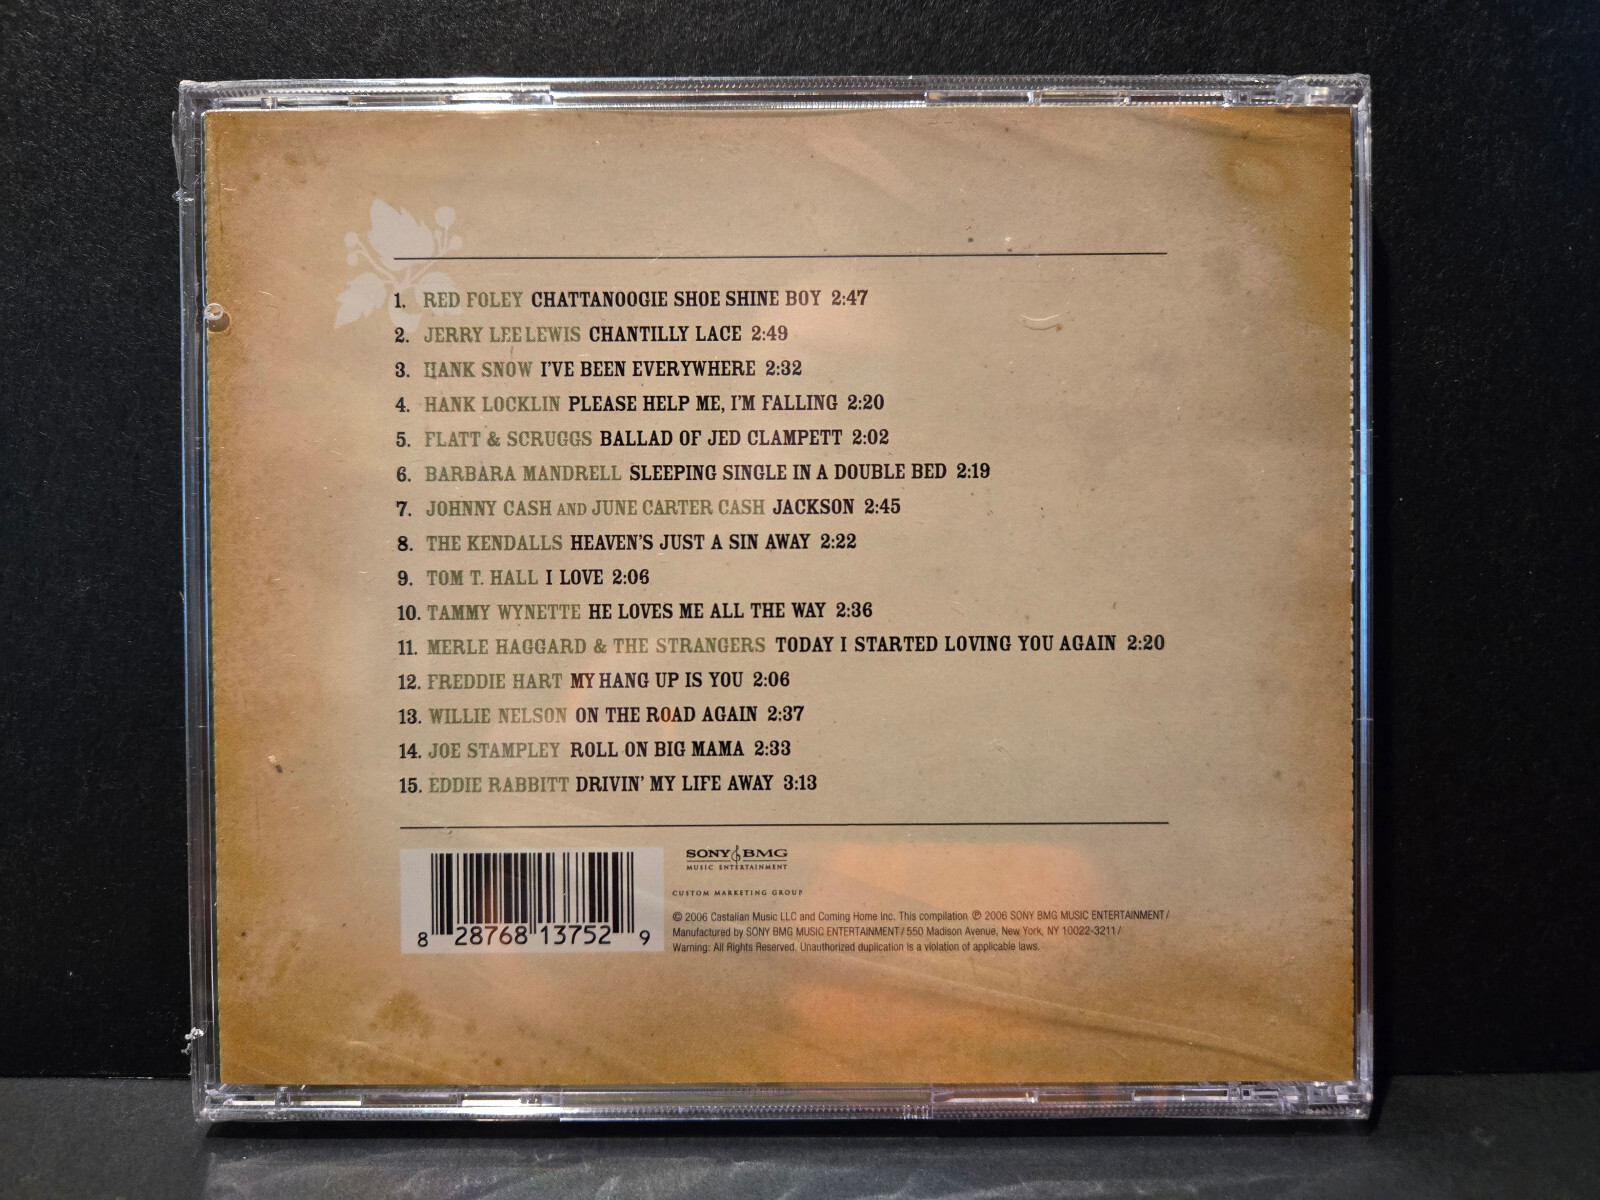 1. RED FOLEY CHATTANOOGIE SHOE SHINE BOY 2:47
2. JERRY LEE LEWIS CHANTILLY LACE 2:49
3. HANK SNOW I'VE BEEN EVERYWHERE 2:32
4. HANK LOCKLIN PLEASE HELP ME, I'M FALLING 2:20
5. FLATT & SCRUGGS BALLAD OF JED CLAMPETT 2:02
6. BARBARA MANDRELL SLEEPING SINGLE IN A DOUBLE BED 2:19
7. JOHNNY CASH AND JUNE CARTER CASH JACKSON 2:45
8. THE KENDALLS HEAVEN'S JUST A SIN AWAY 2:22
9. TOM T. HALL I LOVE 2:06
10. TAMMY WYNETTE HE LOVES ME ALL THE WAY 2:36
11. MERLE HAGGARD & THE STRANGERS TODAY I STARTED LOVING YOU AGAIN 2:20
12. FREDDIE HART MY HANG UP IS YOU 2:06
13. WILLIE NELSON ON THE ROAD AGAIN 2:37
14. JOE STAMPLEY ROLL ON BIG MAMA 2:33
15. EDDIE RABBITT DRIVIN' MY LIFE AWAY 3:13
8 28768 13752 9
SONY BMG
MUSIC ENTERTAINMENT
CUSTOM MARKETING GROUP
© 2006 Castalian Music LLC and Coming Home Inc. This compilation ℗ 2006 SONY BMG MUSIC ENTERTAINMENT /
Manufactured by SONY BMG MUSIC ENTERTAINMENT / 550 Madison Avenue, New York, NY 10022-3211 /
Warning: All Rights Reserved. Unauthorized duplication is a violation of applicable laws.